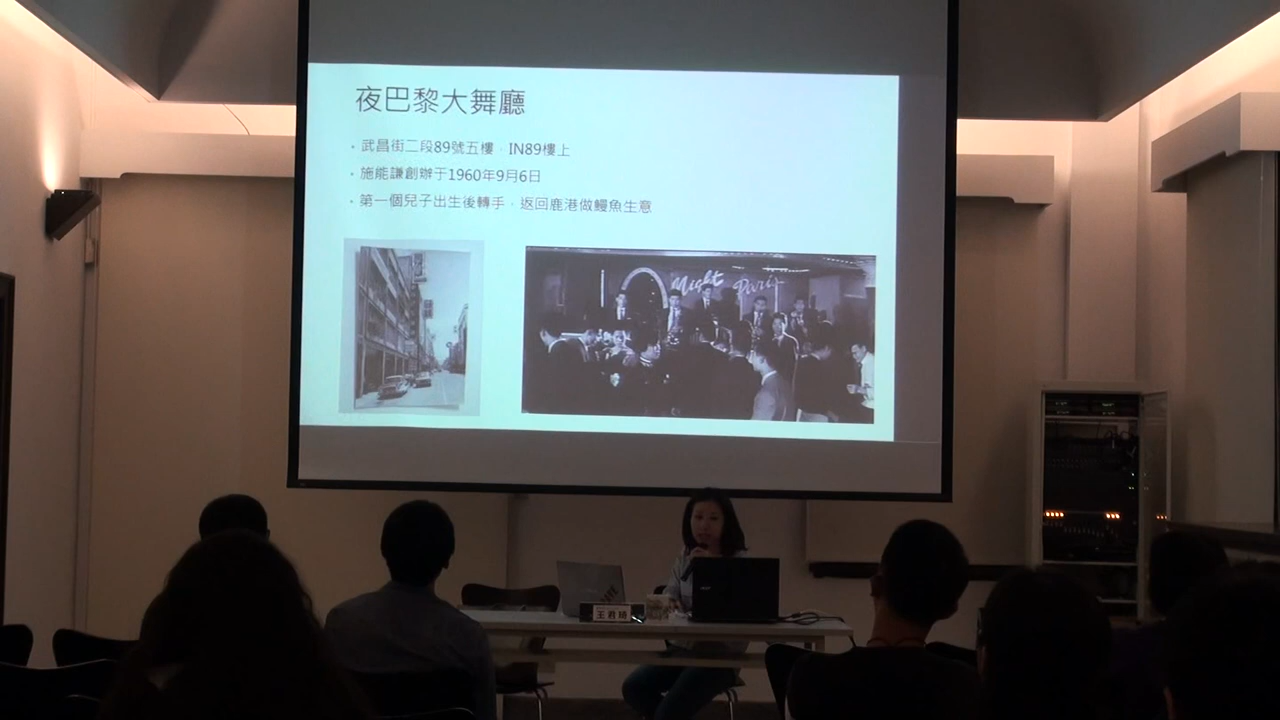 夜巴黎大舞廳
• 武昌街二段89號五樓，IN89樓上
• 施能謙創辦于1960年9月6日
• 第一個兒子出生後轉手，返回鹿港做鰻魚生意
Night
Paris
王君琦